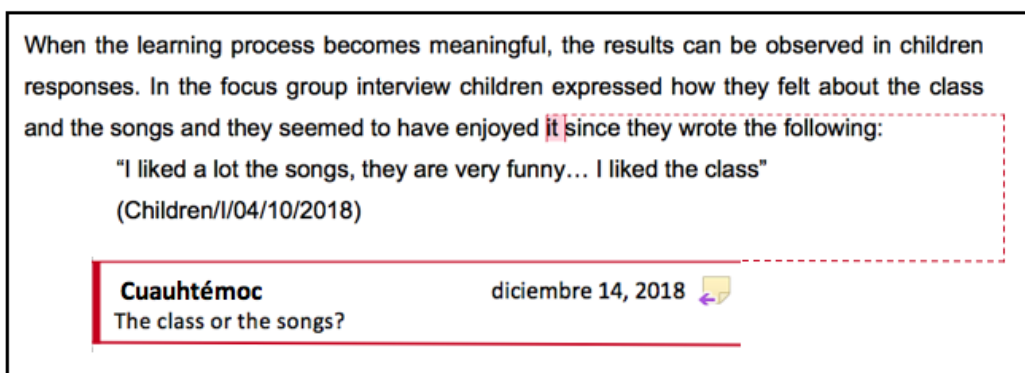 When the learning process becomes meaningful, the results can be observed in children
responses. In the focus group interview children expressed how they felt about the class
and the songs and they seemed to have enjoyed it since they wrote the following:
“I liked a lot the songs, they are very funny… I liked the class”
(Children/I/04/10/2018)
Cuauhtémoc diciembre 14, 2018
The class or the songs?